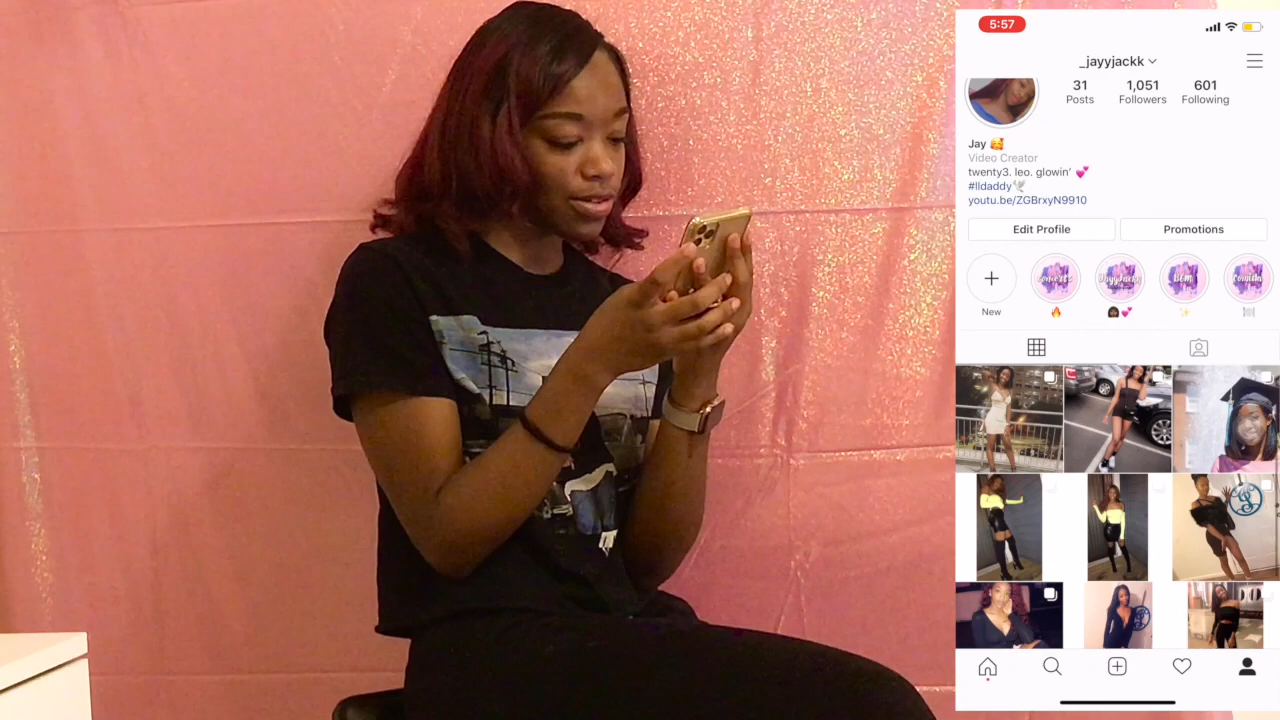 5:57
_jayyjackk
31
1,051
601
Posts
Followers
Following
Jay 🥰
Video Creator
twenty3. leo. glowin' 💕
#lldaddy🕊
youtu.be/ZGBrxyN9910
Edit Profile
Promotions
New